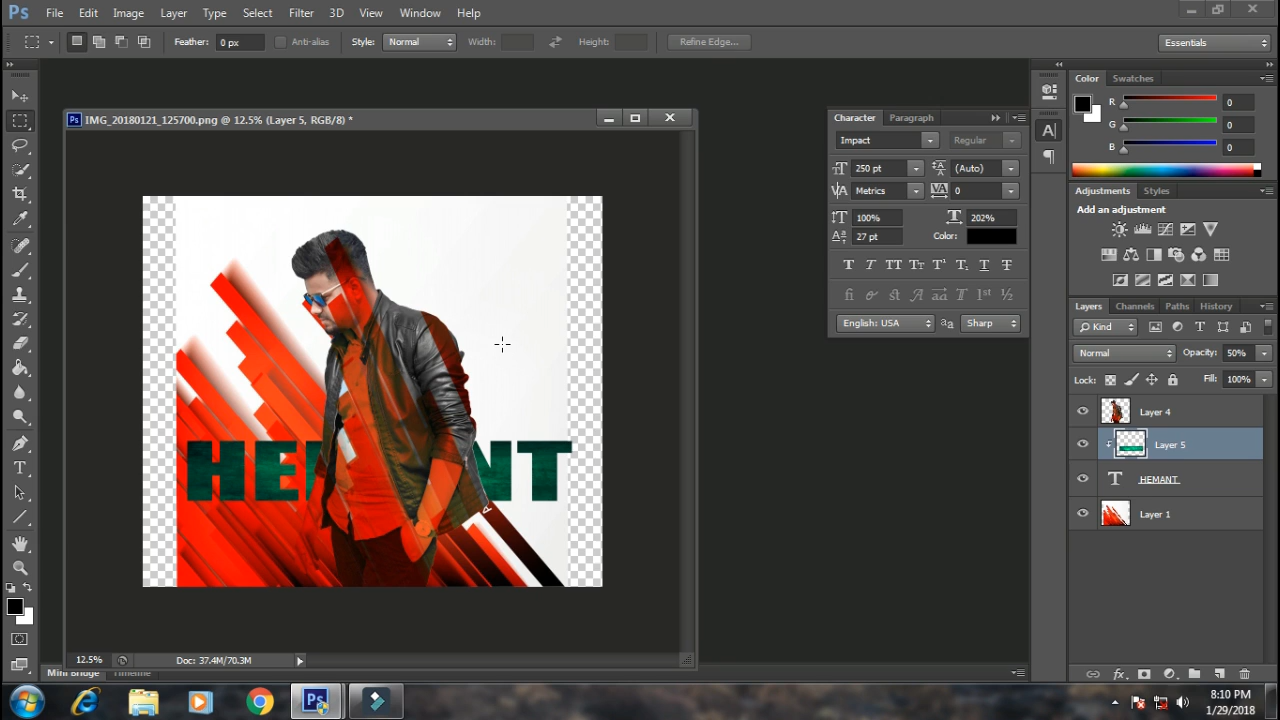 Ps File Edit Image Layer Type Select Filter 3D View Window Help
Feather: 0 px Anti-alias Style: Normal Width: Height: Refine Edge... Essentials
Color Swatches
R 0
G 0
B 0
IMG_20180121_125700.png @ 12.5% (Layer 5, RGB/8) *
Character Paragraph
Impact Regular
250 pt (Auto)
Metrics 0
100% 202%
27 pt Color:
English: USA Sharp
Adjustments Styles
Add an adjustment
Layers Channels Paths History
Kind
Normal Opacity: 50%
Lock: Fill: 100%
Layer 4
Layer 5
HEMANT
Layer 1
12.5% Doc: 37.4M/70.3M
Mini Bridge Timeline
8:10 PM
1/29/2018